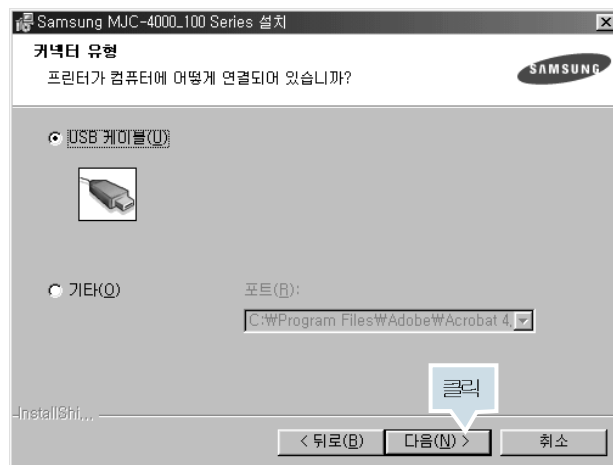 Samsung MJC-4000_100 Series 설치
커넥터 유형
프린터가 컴퓨터에 어떻게 연결되어 있습니까?
SAMSUNG
USB 케이블(U)
기타(O)
포트(R):
C:₩Program Files₩Adobe₩Acrobat 4,
클릭
InstallShi,,,
< 뒤로(B)
다음(N) >
취소